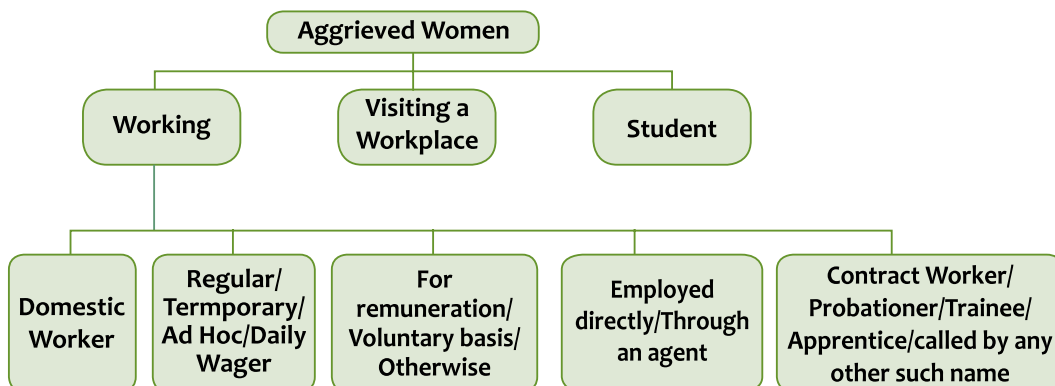 Aggrieved Women
Working
Visiting a
Workplace
Student
Domestic
Worker
Regular/
Termporary/
Ad Hoc/Daily
Wager
For
remuneration/
Voluntary basis/
Otherwise
Employed
directly/Through
an agent
Contract Worker/
Probationer/Trainee/
Apprentice/called by any
other such name